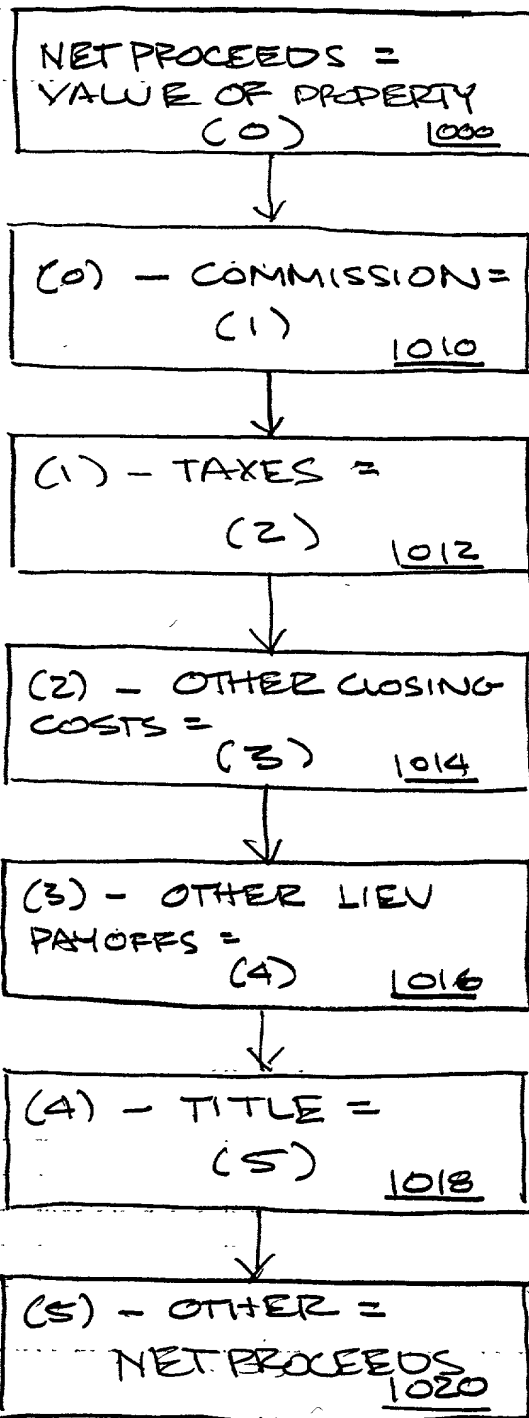 NET PROCEEDS =
VALUE OF PROPERTY
(0) 1000
(0) - COMMISSION =
(1) 1010
(1) - TAXES =
(2) 1012
(2) - OTHER CLOSING
COSTS =
(3) 1014
(3) - OTHER LIEN
PAYOFFS =
(4) 1016
(4) - TITLE =
(5) 1018
(5) - OTHER =
NET PROCEEDS
1020